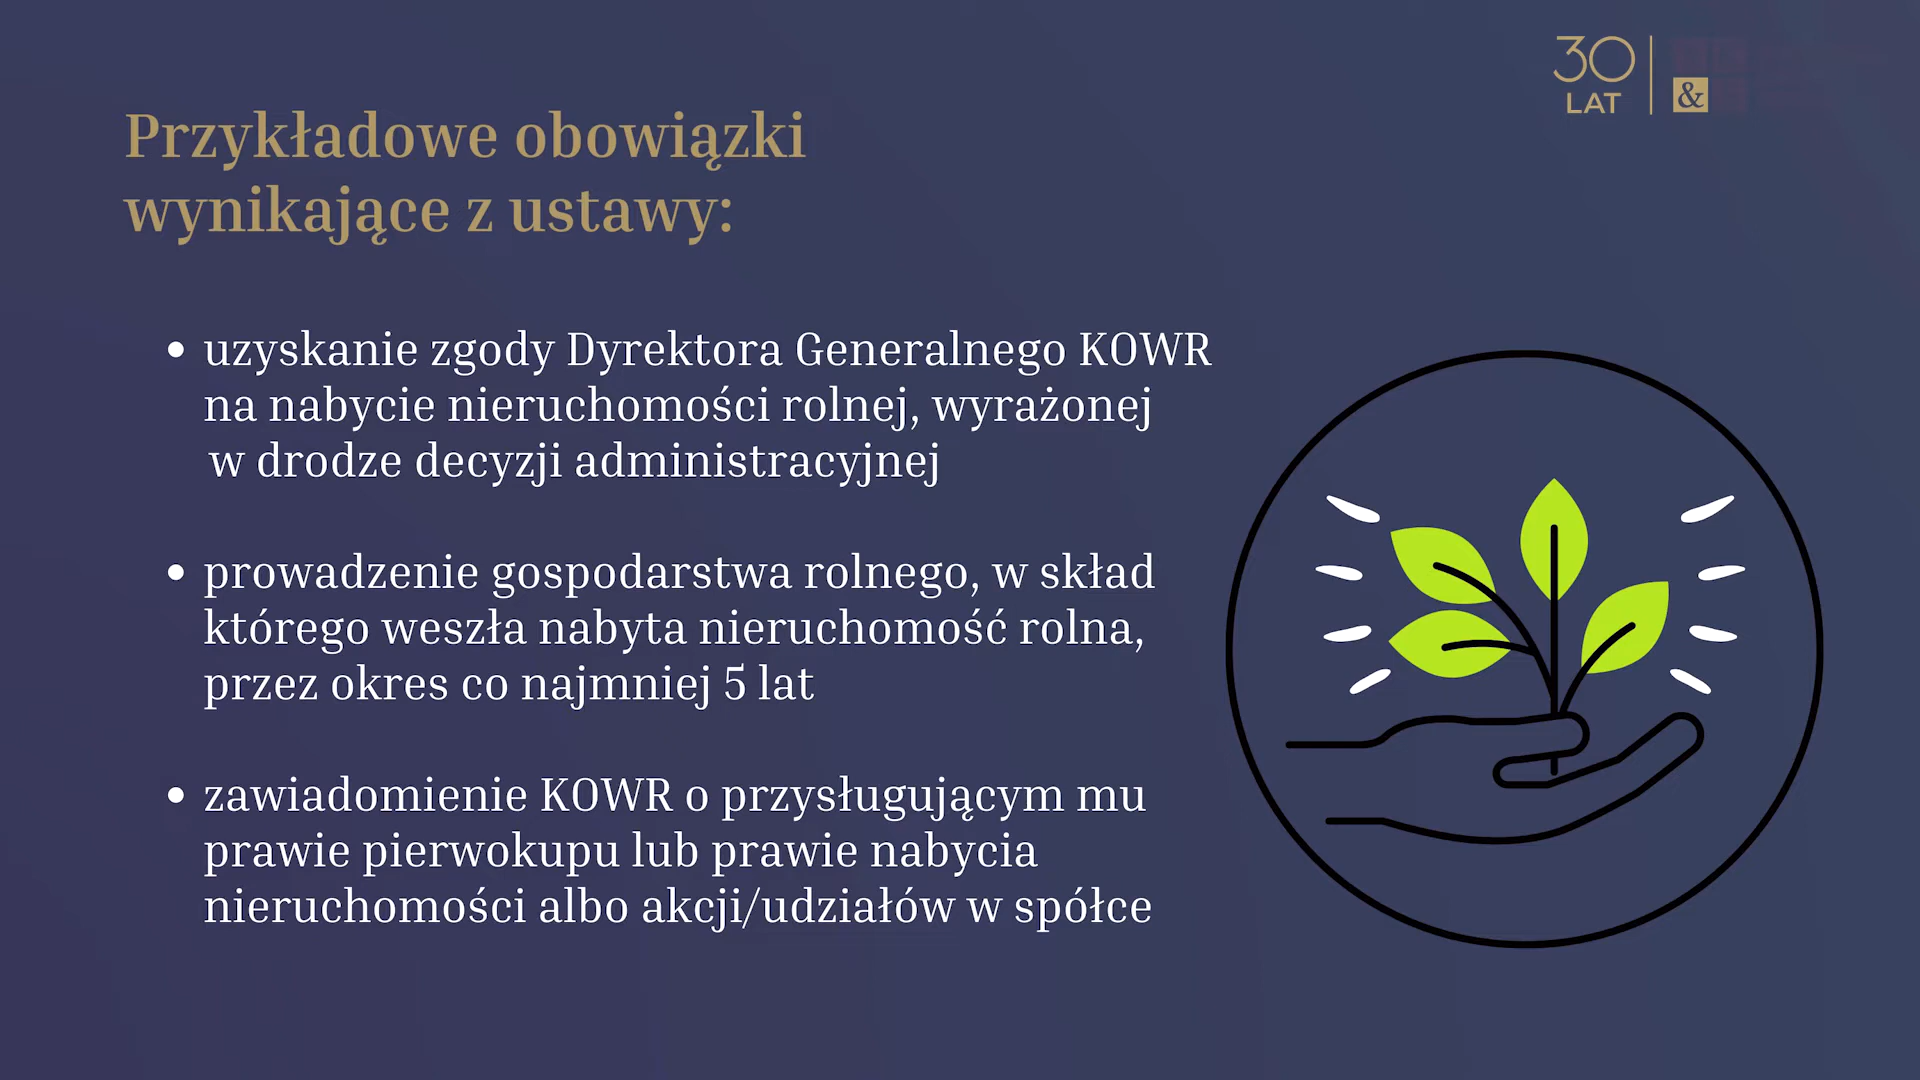 30
LAT
&
Przykładowe obowiązki
wynikające z ustawy:
• uzyskanie zgody Dyrektora Generalnego KOWR
na nabycie nieruchomości rolnej, wyrażonej
w drodze decyzji administracyjnej
• prowadzenie gospodarstwa rolnego, w skład
którego weszła nabyta nieruchomość rolna,
przez okres co najmniej 5 lat
• zawiadomienie KOWR o przysługującym mu
prawie pierwokupu lub prawie nabycia
nieruchomości albo akcji/udziałów w spółce